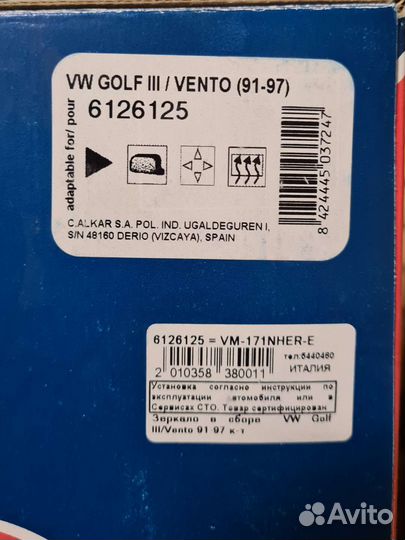 VW GOLF III / VENTO (91-97)
6126125
adaptable for/ pour
8 424445 037247
C.ALKAR S.A. POL. IND. UGALDEGUREN I,
S/N 48160 DERIO (VIZCAYA), SPAIN
6126125 = VM-171NHER-E
тел:6440460
2 010358 380011
ИТАЛИЯ
Установка согласно инструкции по
эксплуатации автомобиля или в
Сервисах СТО. Товар сертифицирован
Зеркало в сборе VW Golf
III/Vento 91-97 к-т
Avito